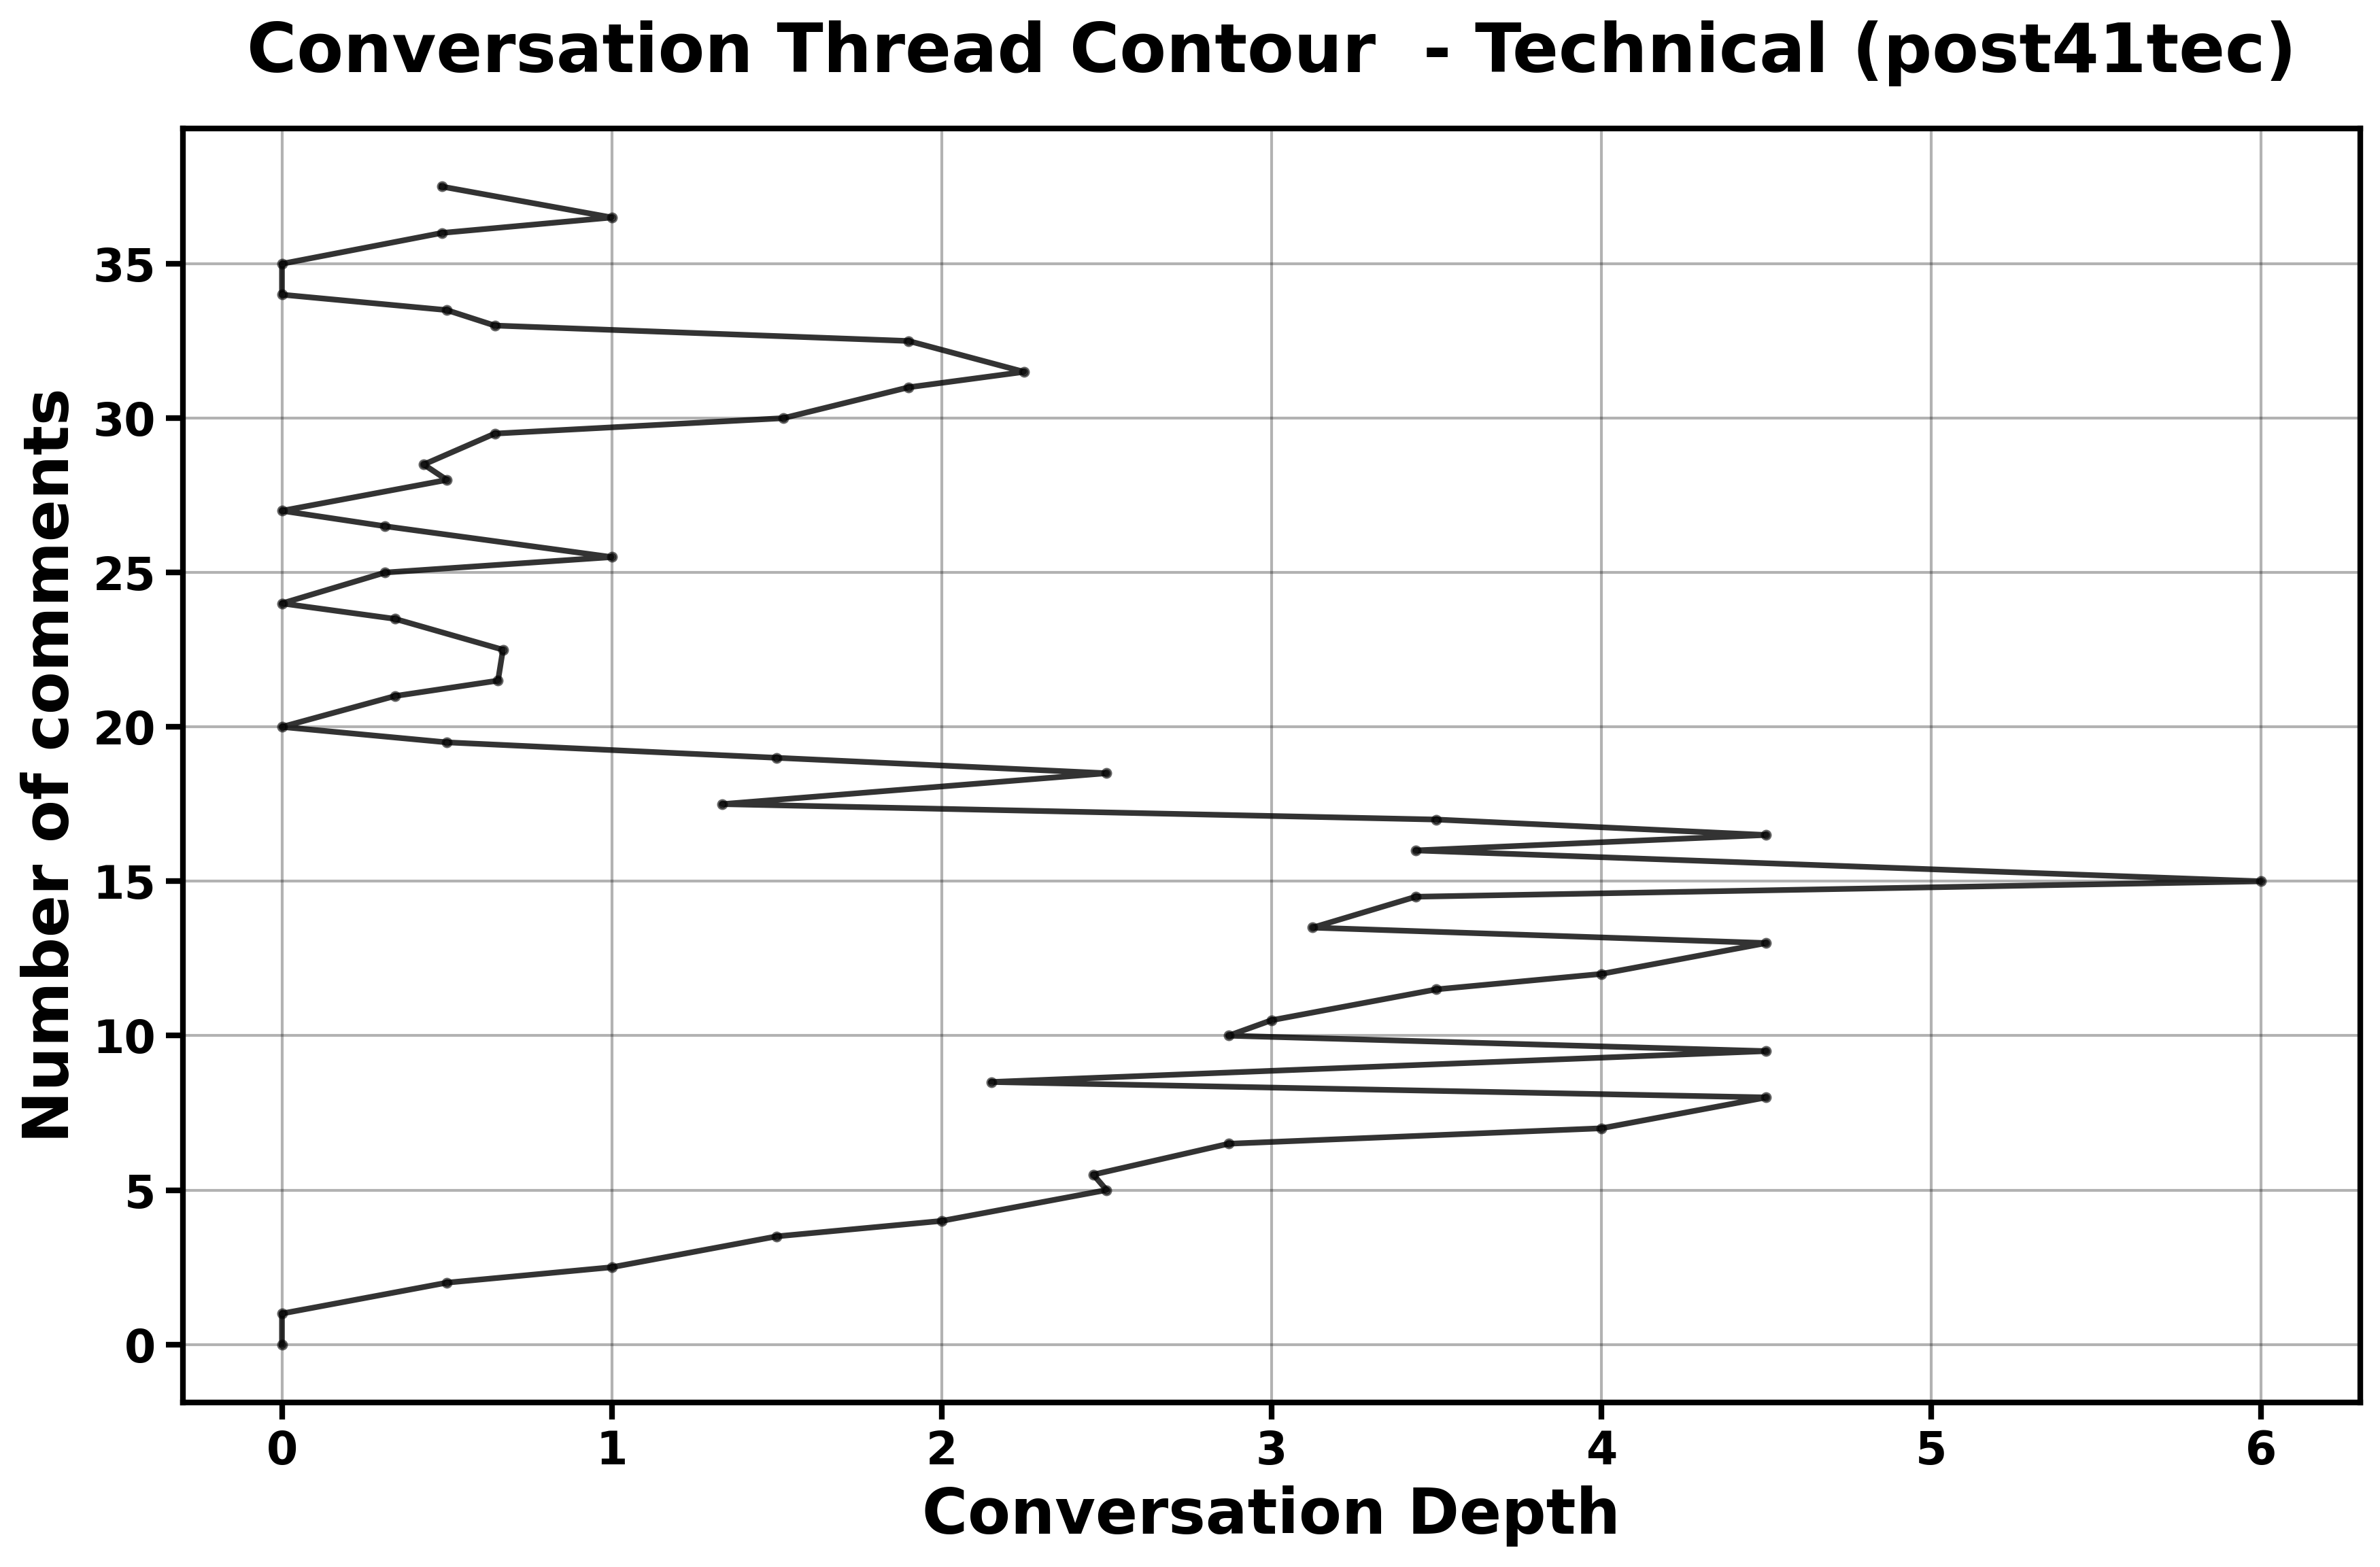 Conversation Thread Contour  - Technical (post41tec)
Number of comments
35
30
25
20
15
10
5
0
0 1 2 3 4 5 6
Conversation Depth